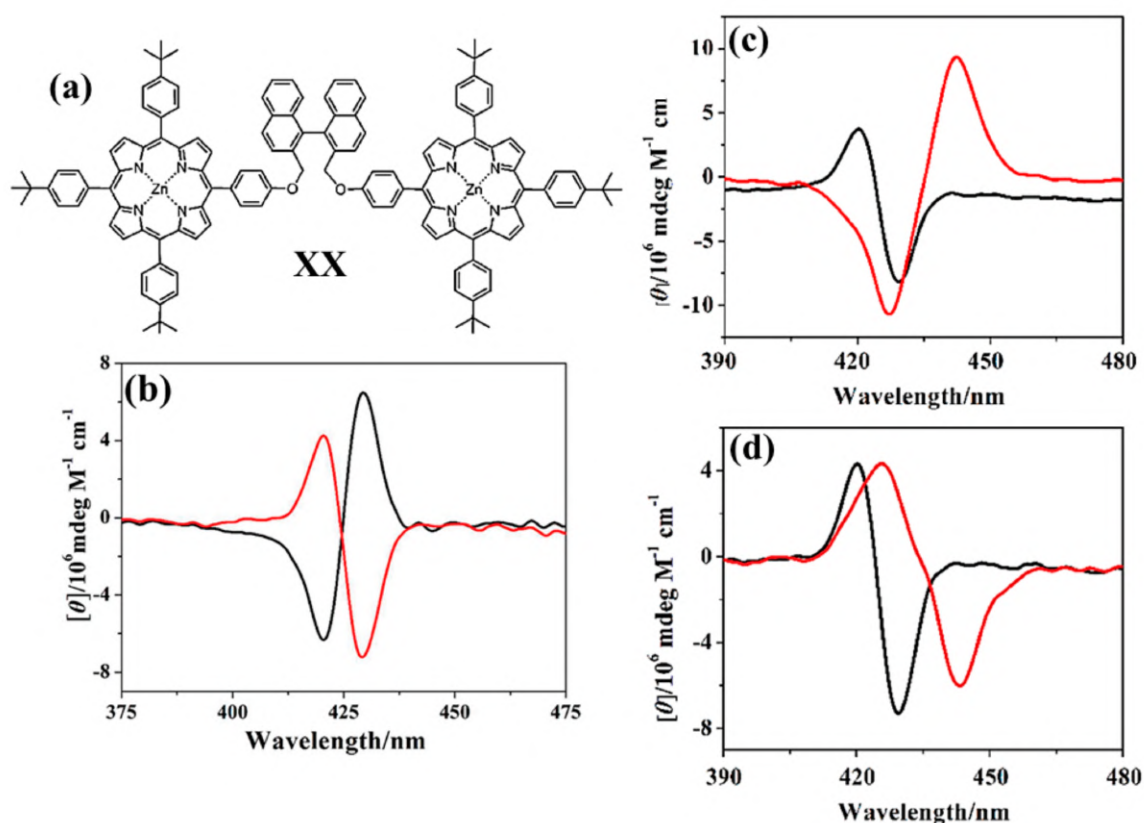 (a)
Zn
N
N
N
N
O
O
Zn
N
N
N
N
XX
(b)
8
4
0
-4
-8
[θ]/10⁶ mdeg M⁻¹ cm⁻¹
375
400
425
450
475
Wavelength/nm
(c)
10
5
0
-5
-10
[θ]/10⁶ mdeg M⁻¹ cm
390
420
450
480
Wavelength/nm
(d)
4
0
-4
-8
[θ]/10⁶ mdeg M⁻¹ cm⁻¹
390
420
450
480
Wavelength/nm